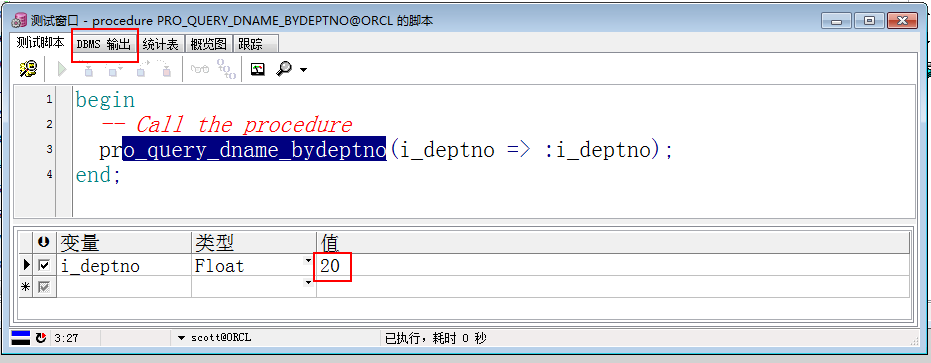 测试窗口 - procedure PRO_QUERY_DNAME_BYDEPTNO@ORCL 的脚本
测试脚本 DBMS 输出 统计表 概览图 跟踪
1 begin
2 -- Call the procedure
3 pro_query_dname_bydeptno(i_deptno => :i_deptno);
4 end;
变量 类型 值
i_deptno Float 20
3:27 scott@ORCL 已执行，耗时 0 秒